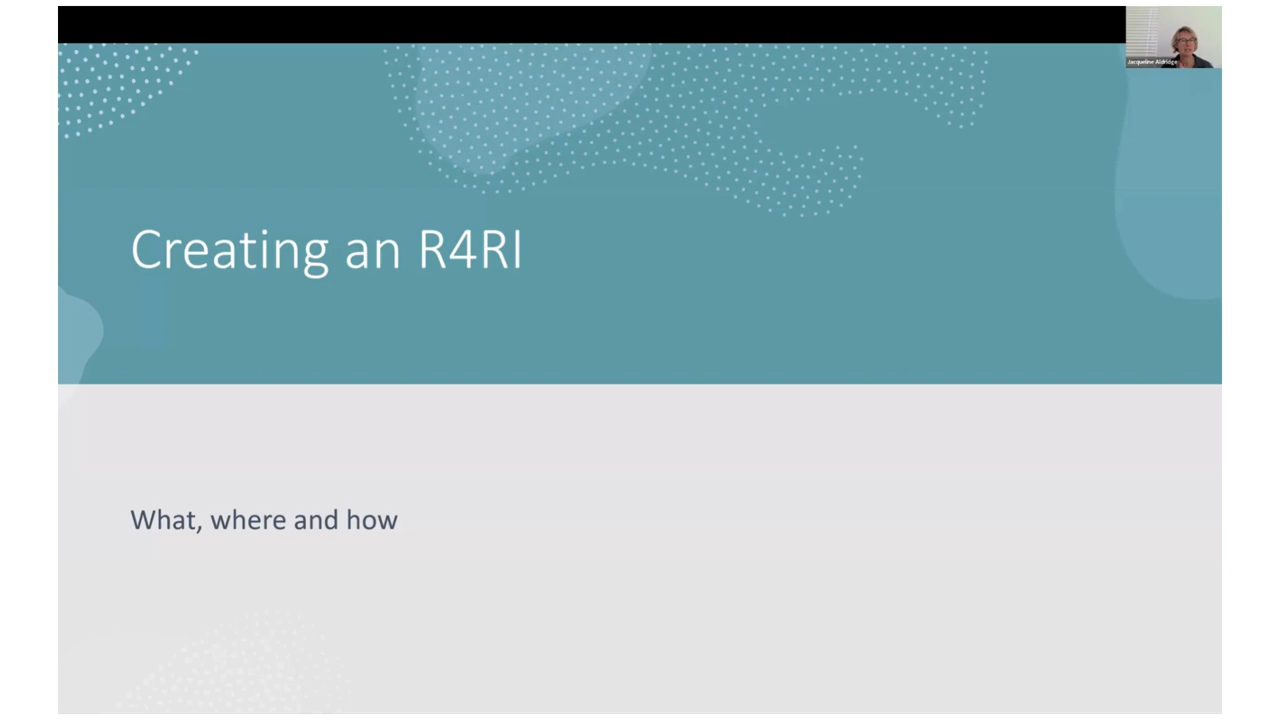 Jacqueline Aldridge
Creating an R4RI
What, where and how